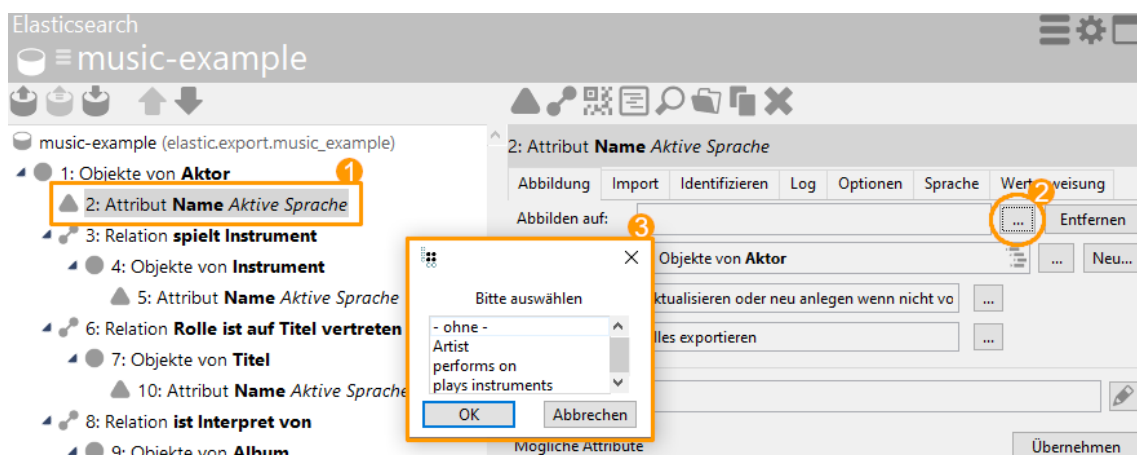 Elasticsearch
music-example
music-example (elastic.export.music_example)
1: Objekte von Aktor
1
2: Attribut Name Aktive Sprache
3: Relation spielt Instrument
4: Objekte von Instrument
5: Attribut Name Aktive Sprache
6: Relation Rolle ist auf Titel vertreten
7: Objekte von Titel
10: Attribut Name Aktive Sprache
8: Relation ist Interpret von
9: Objekte von Album
2: Attribut Name Aktive Sprache
Abbildung Import Identifizieren Log Optionen Sprache Wertzuweisung
2
Abbilden auf: ... Entfernen
3
Objekte von Aktor ... Neu...
ktualisieren oder neu anlegen wenn nicht vo ...
lles exportieren ...
Bitte auswählen
- ohne -
Artist
performs on
plays instruments
OK Abbrechen
Mögliche Attribute
Übernehmen